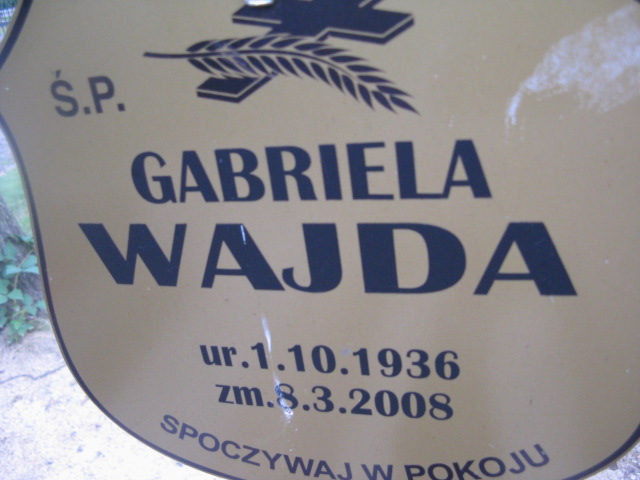 Ś.P.
GABRIELA
WAJDA
ur.1.10.1936
zm.8.3.2008
SPOCZYWAJ W POKOJU